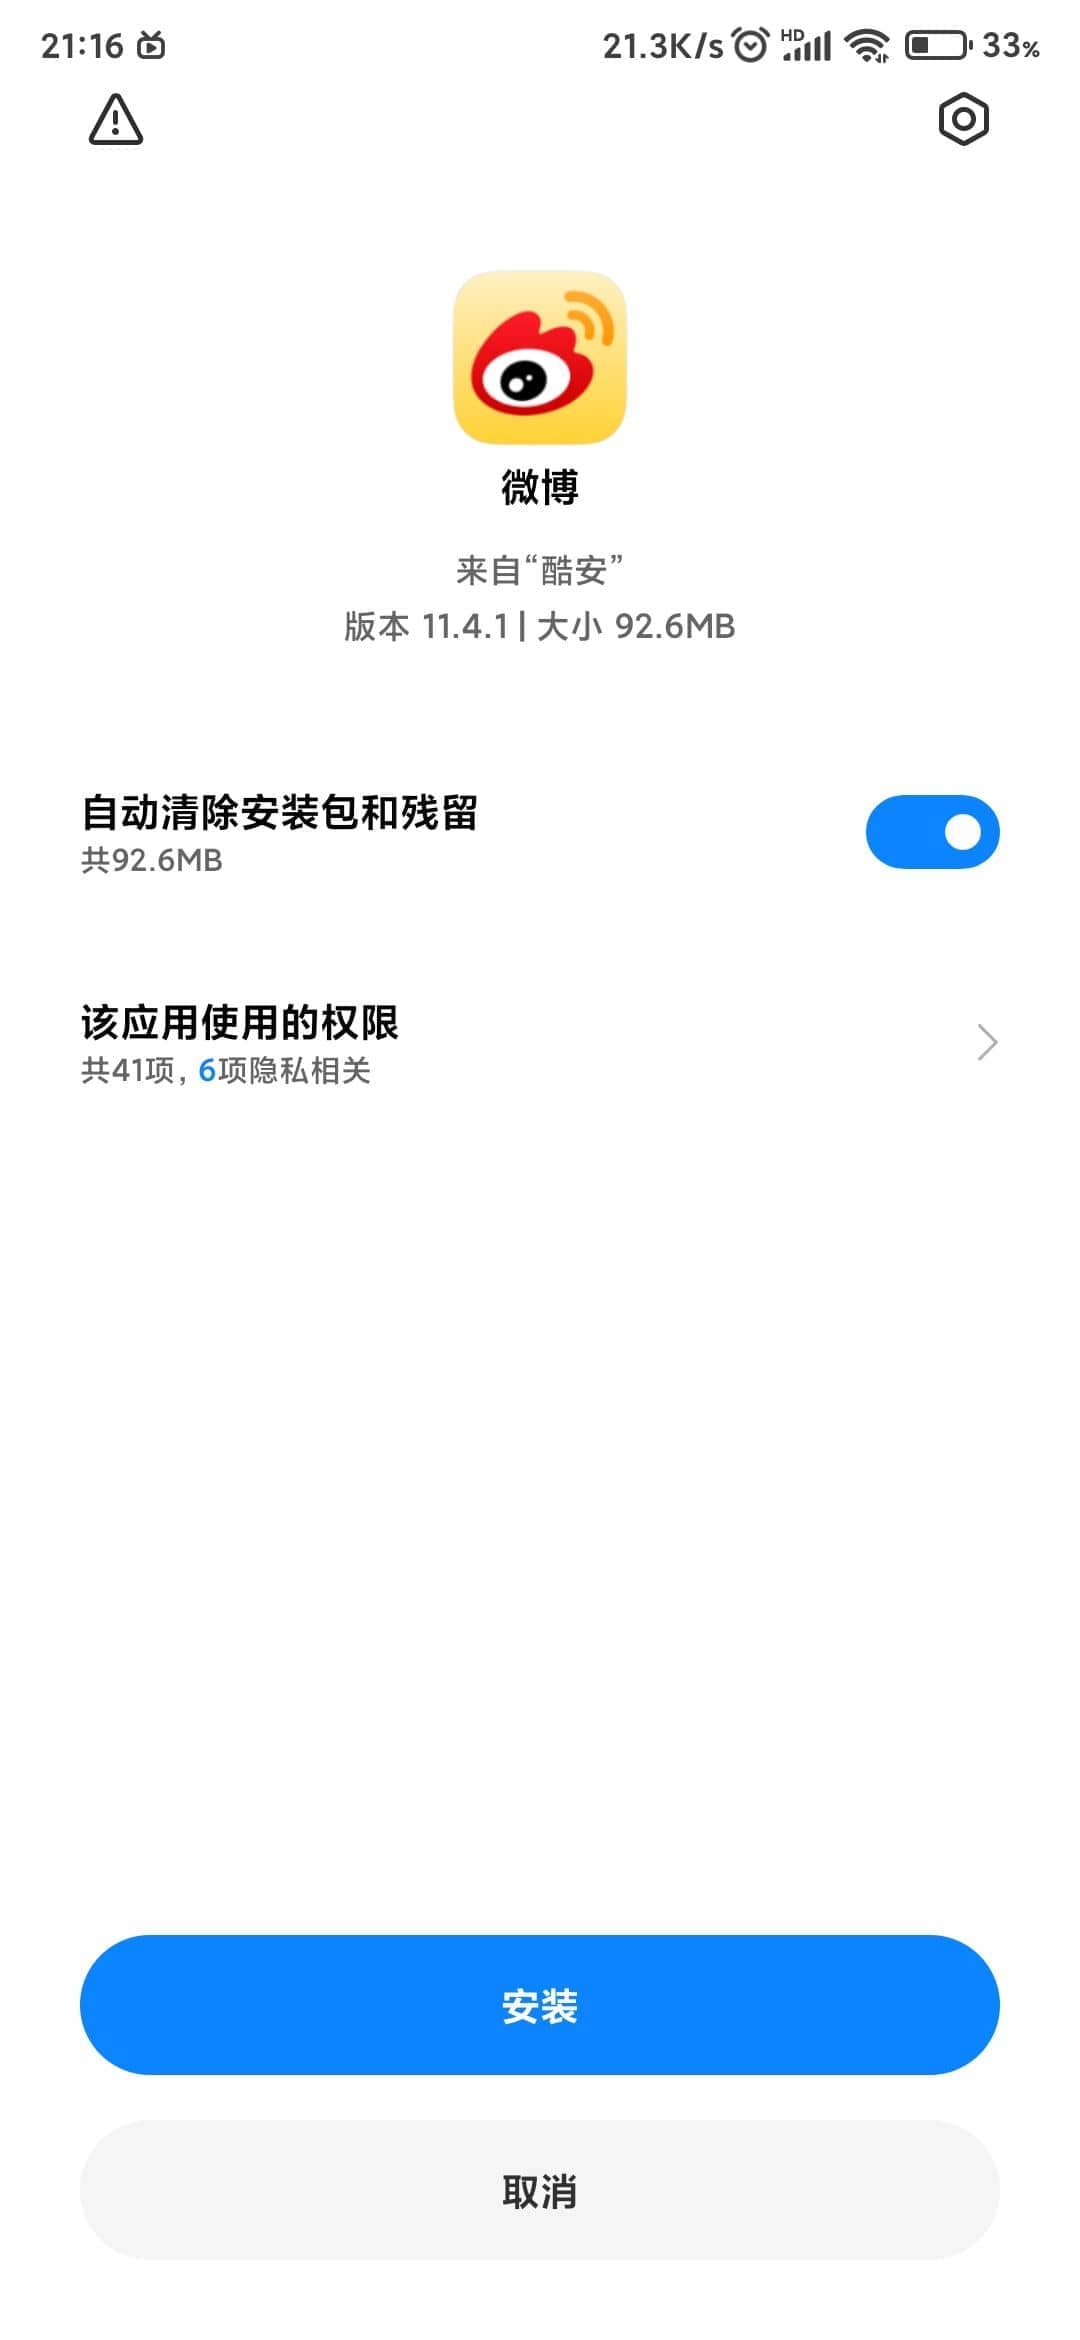 21:16 21.3K/s HD 33%
微博
来自“酷安”
版本 11.4.1 | 大小 92.6MB
自动清除安装包和残留
共92.6MB
该应用使用的权限
共41项，6项隐私相关
安装
取消